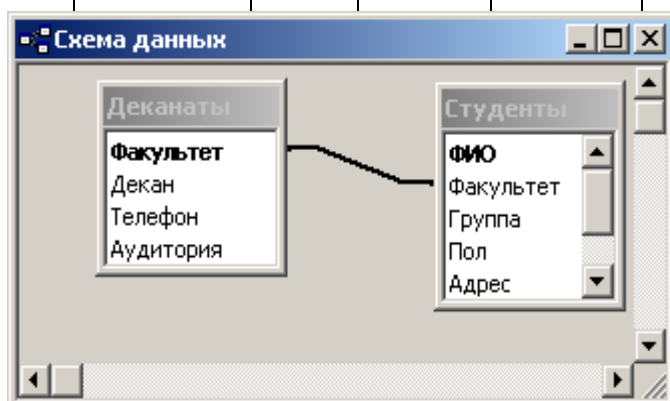 Схема данных
Деканаты
Факультет
Декан
Телефон
Аудитория
Студенты
ФИО
Факультет
Группа
Пол
Адрес